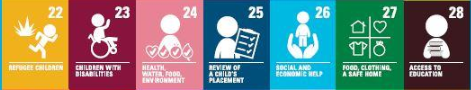 22
REFUGEE CHILDREN
23
CHILDREN WITH
DISABILITIES
24
HEALTH,
WATER, FOOD,
ENVIRONMENT
25
REVIEW OF
A CHILD'S
PLACEMENT
26
SOCIAL AND
ECONOMIC HELP
27
FOOD, CLOTHING,
A SAFE HOME
28
ACCESS TO
EDUCATION